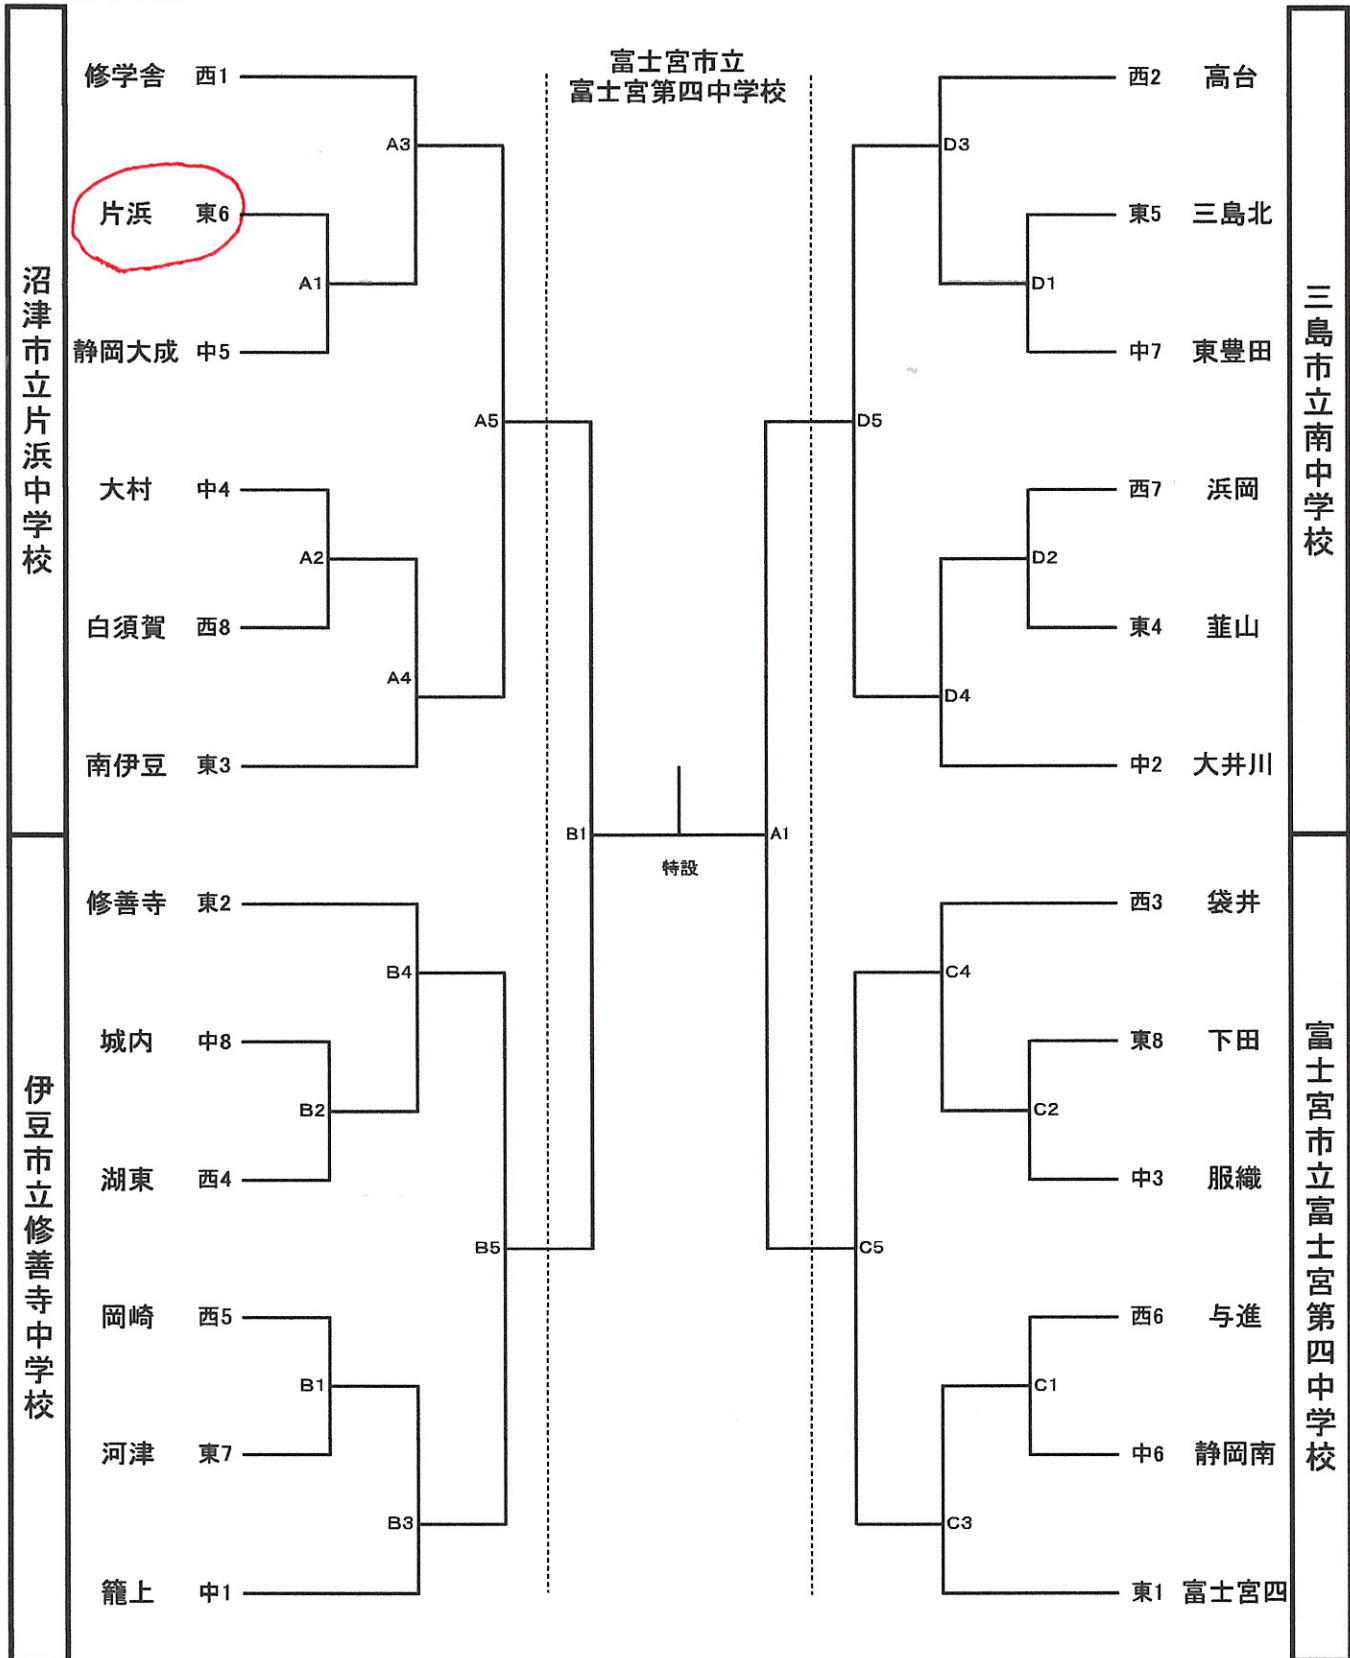 富士宮市立
富士宮第四中学校
沼津市立片浜中学校
修学舎 西1
A3
片浜 東6
A1
静岡大成 中5
A5
大村 中4
A2
白須賀 西8
A4
南伊豆 東3
伊豆市立修善寺中学校
修善寺 東2
B4
城内 中8
B2
湖東 西4
B5
岡崎 西5
B1
河津 東7
B3
籠上 中1
B1
特設
A1
三島市立南中学校
西2 高台
D3
東5 三島北
D1
中7 東豊田
D5
西7 浜岡
D2
東4 韮山
D4
中2 大井川
富士宮市立富士宮第四中学校
西3 袋井
C4
東8 下田
C2
中3 服織
C5
西6 与進
C1
中6 静岡南
C3
東1 富士宮四